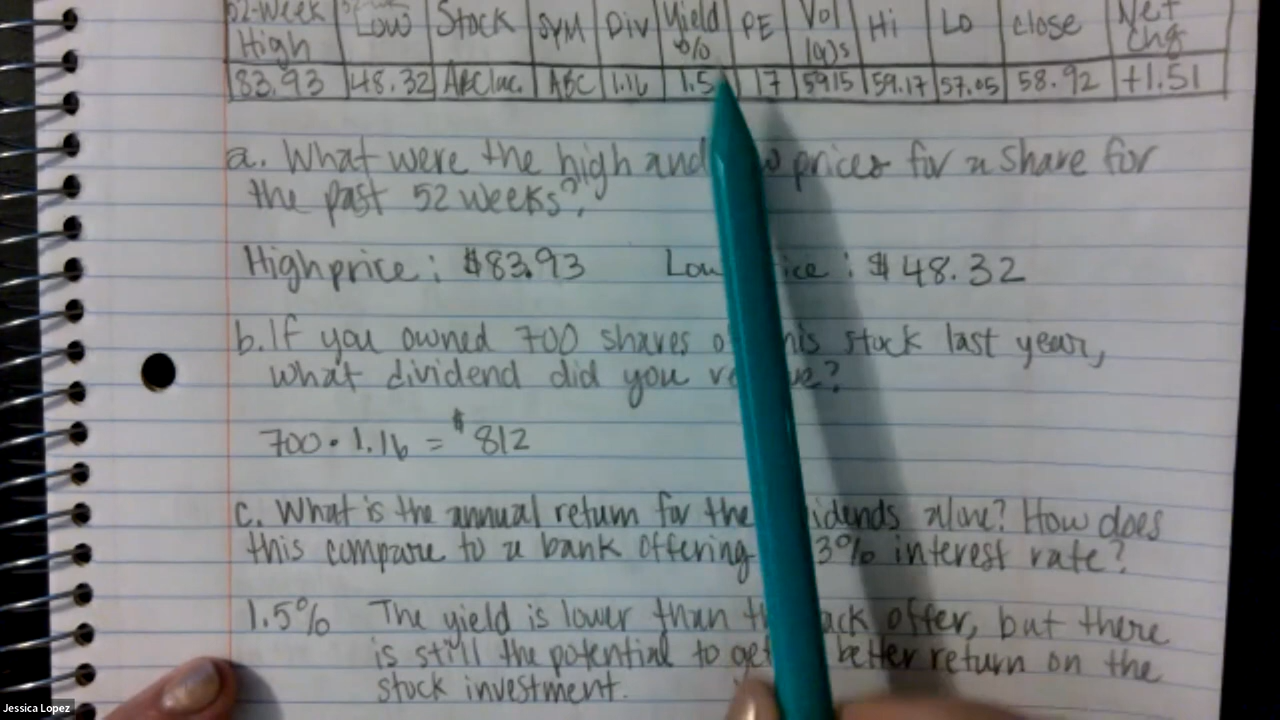 52-Week Low Stock SYM Div Yield PE Vol Hi Lo close Net
High % 100s chg
83.93 48.32 ABC Inc. ABC 1.16 1.5 17 5915 59.17 57.05 58.92 +1.51
a. What were the high and prices for a share for
the past 52 weeks?
High price: $83.93 $48.32
b. If you owned 700 shares stock last year,
what dividend did you
700 • 1.16 = $812
c. What is the annual return for the alone? How does
this compare to a bank offering 3% interest rate?
1.5% The yield is lower than offer, but there
is still the potential to get better return on the
stock investment.
Jessica Lopez